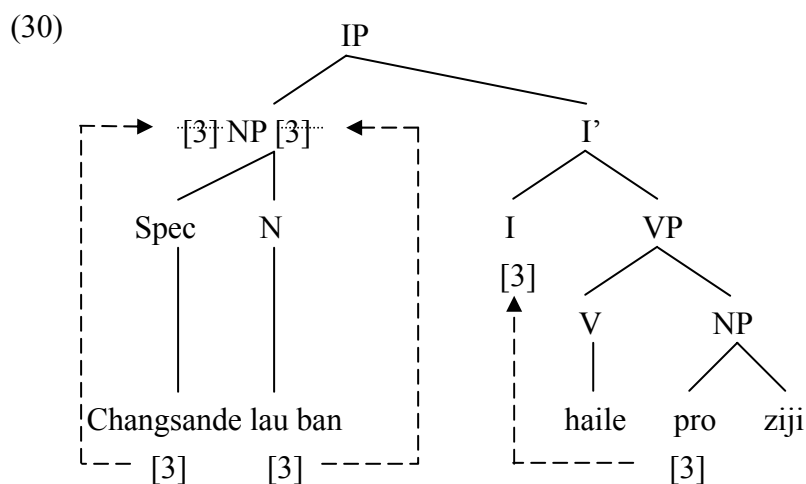 (30)
IP
[3] NP [3] I’
Spec N I VP
[3]
V NP
Changsande lau ban haile pro ziji
[3] [3] [3]